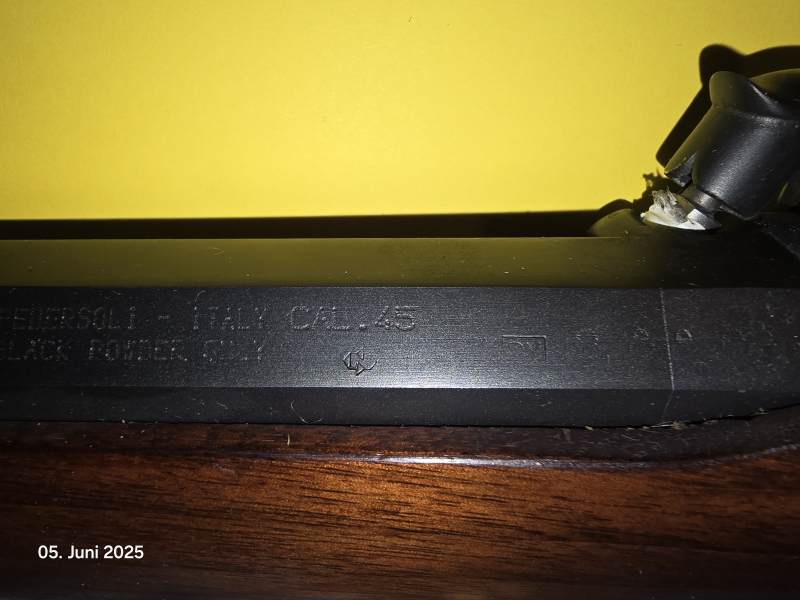 PEDERSOLI - ITALY CAL.45
BLACK POWDER ONLY
05. Juni 2025